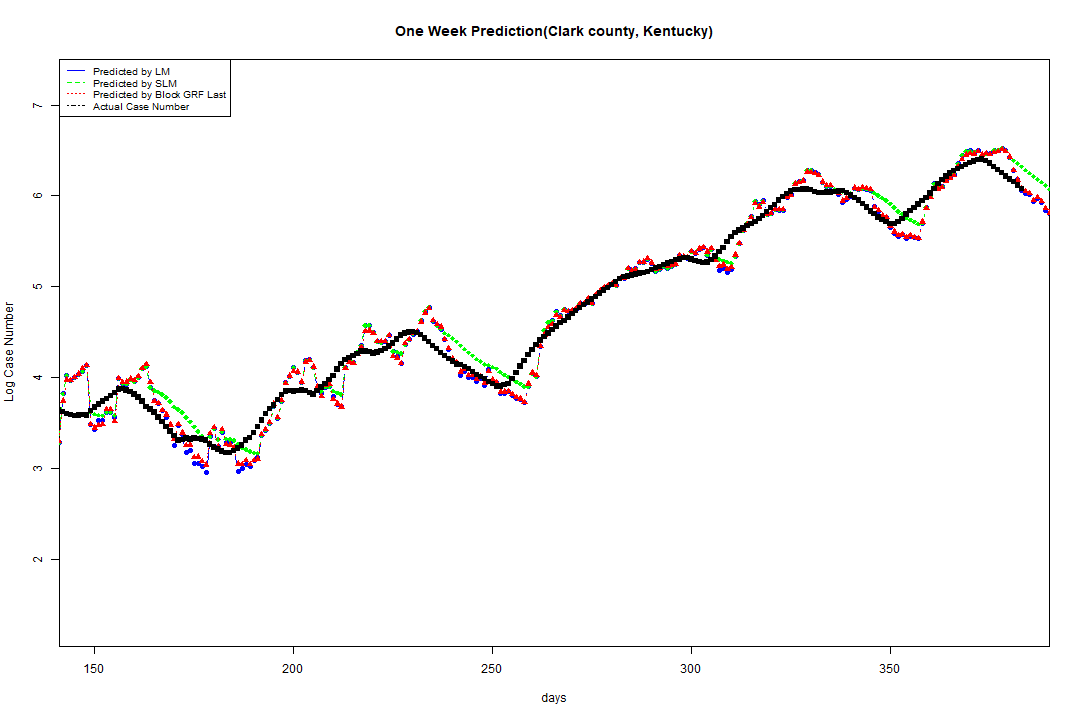 One Week Prediction(Clark county, Kentucky)
Predicted by LM
Predicted by SLM
Predicted by Block GRF Last
Actual Case Number
7
6
5
4
3
2
Log Case Number
150 200 250 300 350
days